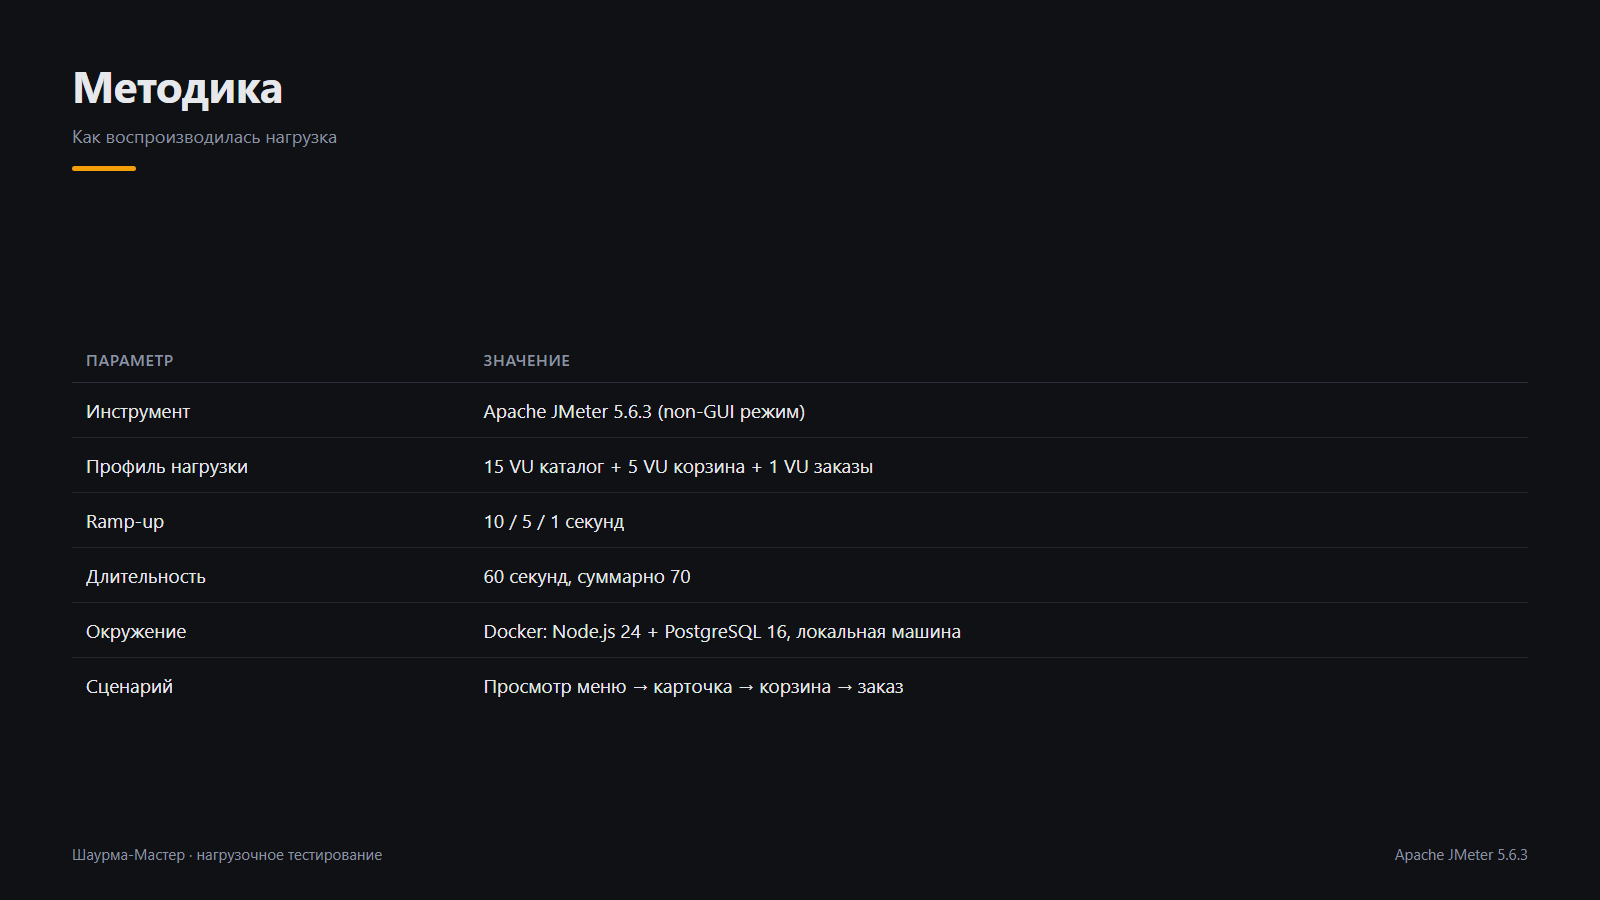 Методика
Как воспроизводилась нагрузка
ПАРАМЕТР ЗНАЧЕНИЕ
Инструмент Apache JMeter 5.6.3 (non-GUI режим)
Профиль нагрузки 15 VU каталог + 5 VU корзина + 1 VU заказы
Ramp-up 10 / 5 / 1 секунд
Длительность 60 секунд, суммарно 70
Окружение Docker: Node.js 24 + PostgreSQL 16, локальная машина
Сценарий Просмотр меню → карточка → корзина → заказ
Шаурма-Мастер · нагрузочное тестирование Apache JMeter 5.6.3